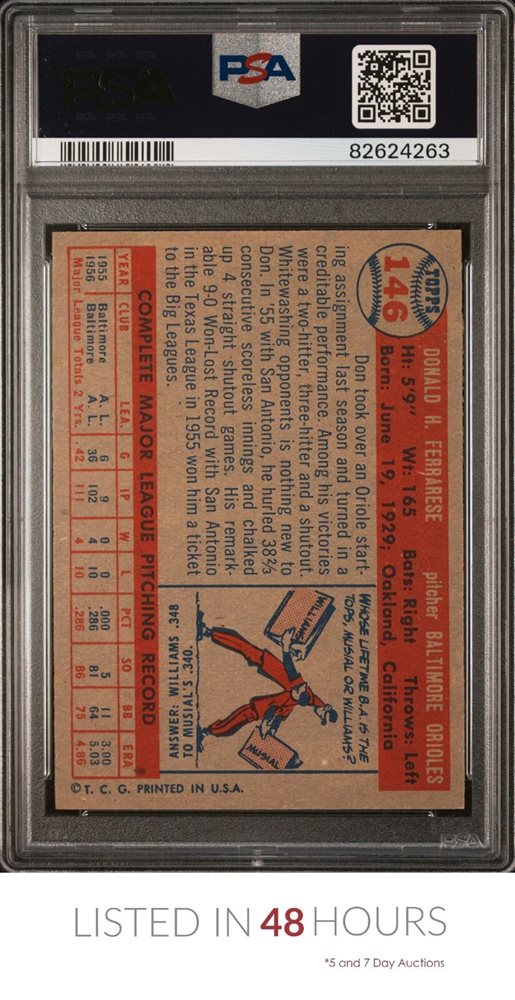 PSA
82624263
TOPPS
146
DONALD H. FERRARESE pitcher BALTIMORE ORIOLES
Ht: 5'9" Wt: 165 Bats: Right Throws: Left
Born: June 19, 1929; Oakland, California
Don took over an Oriole start-
ing assignment last season and turned in a
creditable performance. Among his victories
were a two-hitter, three-hitter and a shutout.
Whitewashing opponents is nothing new to
Don. In '55 with San Antonio, he hurled 38⅔
consecutive scoreless innings and chalked
up 4 straight shutout games. His remark-
able 9-0 Won-Lost Record with San Antonio
in the Texas League in 1955 won him a ticket
to the Big Leagues.
WHOSE LIFETIME B.A. IS THE
TOPS, MUSIAL OR WILLIAMS?
WILLIAMS
MUSIAL
ANSWER: WILLIAMS .348
TO MUSIAL'S .340.
COMPLETE MAJOR LEAGUE PITCHING RECORD
YEAR CLUB LEA. G IP W L PCT SO BB ERA
1955 Baltimore A. L. 6 9 0 0 .000 5 11 3.00
1956 Baltimore A. L. 36 102 4 10 .286 81 64 5.03
Major League Totals 2 Yrs. 42 111 4 10 .286 86 75 4.86
© T. C. G. PRINTED IN U.S.A.
PSA
LISTED IN 48 HOURS
*5 and 7 Day Auctions